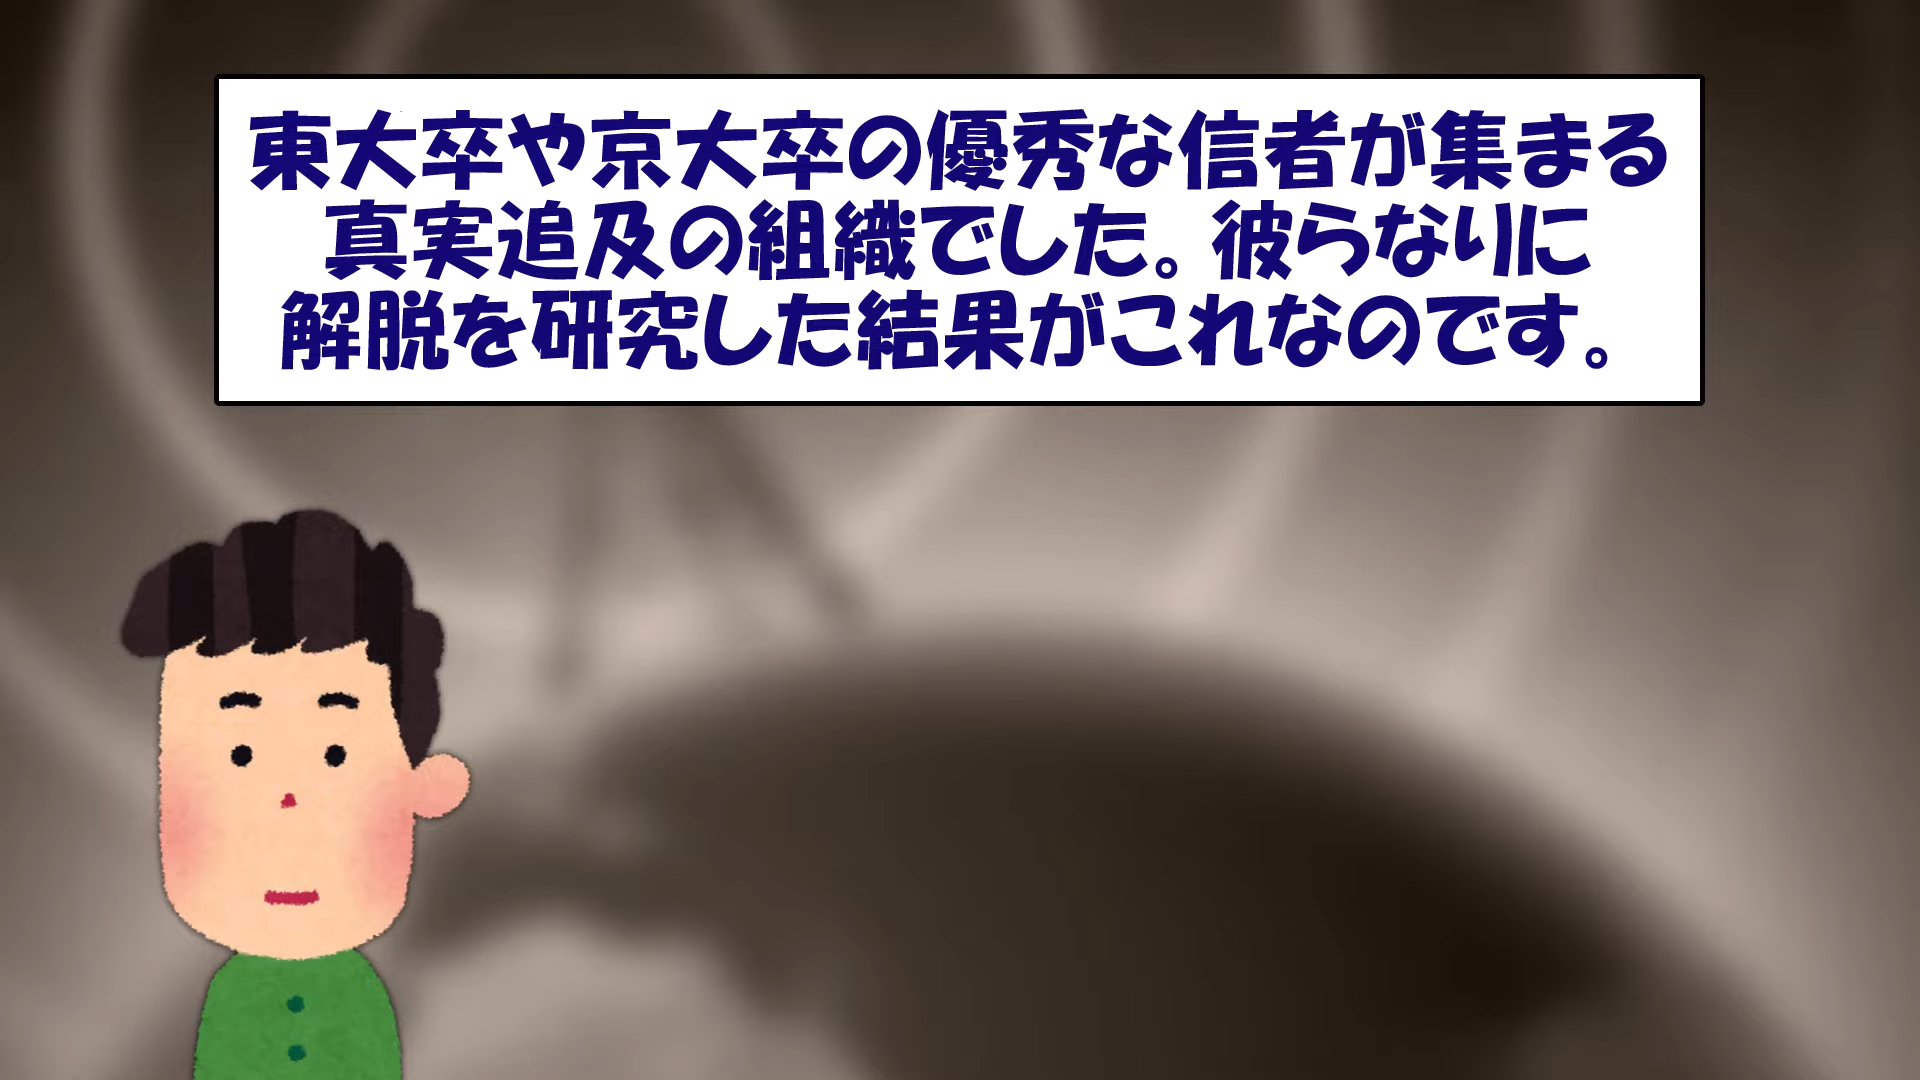 東大卒や京大卒の優秀な信者が集まる
真実追及の組織でした。彼らなりに
解脱を研究した結果がこれなのです。